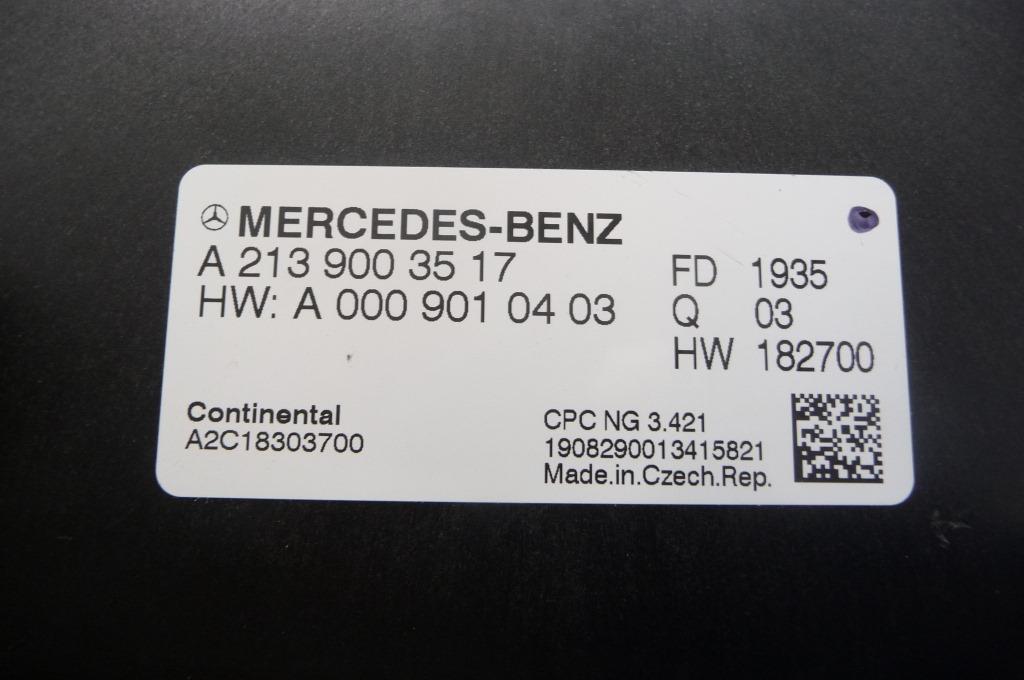 MERCEDES-BENZ
A 213 900 35 17
HW: A 000 901 04 03
FD 1935
Q 03
HW 182700
Continental
A2C18303700
CPC NG 3.421
1908290013415821
Made.in.Czech.Rep.